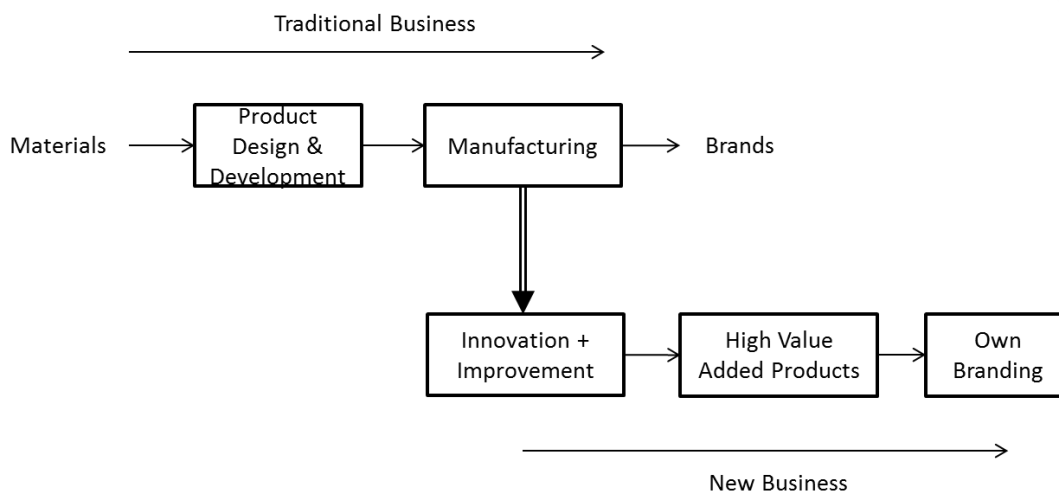 Traditional Business
Materials
Product
Design &
Development
Manufacturing
Brands
Innovation +
Improvement
High Value
Added Products
Own
Branding
New Business